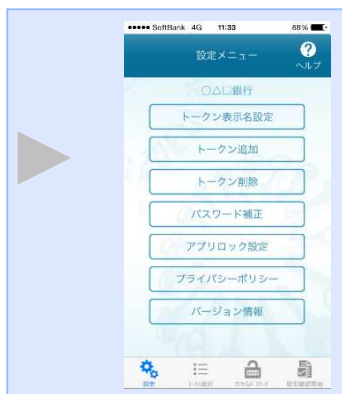 ●●●●● SoftBank 4G 11:33 88%
設定メニュー
?
ヘルプ
○△□銀行
トークン表示名設定
トークン追加
トークン削除
パスワード補正
アプリロック設定
プライバシーポリシー
バージョン情報
設定